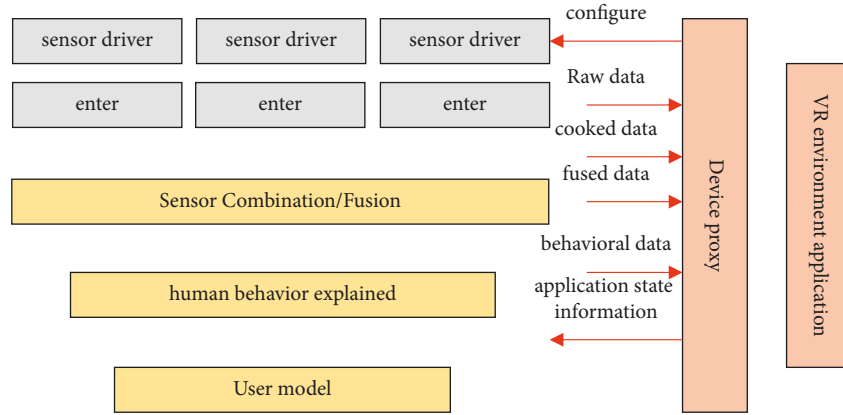 sensor driver
sensor driver
sensor driver
configure
enter
enter
enter
Raw data
cooked data
fused data
Sensor Combination/Fusion
behavioral data
human behavior explained
application state
information
User model
Device proxy
VR environment application